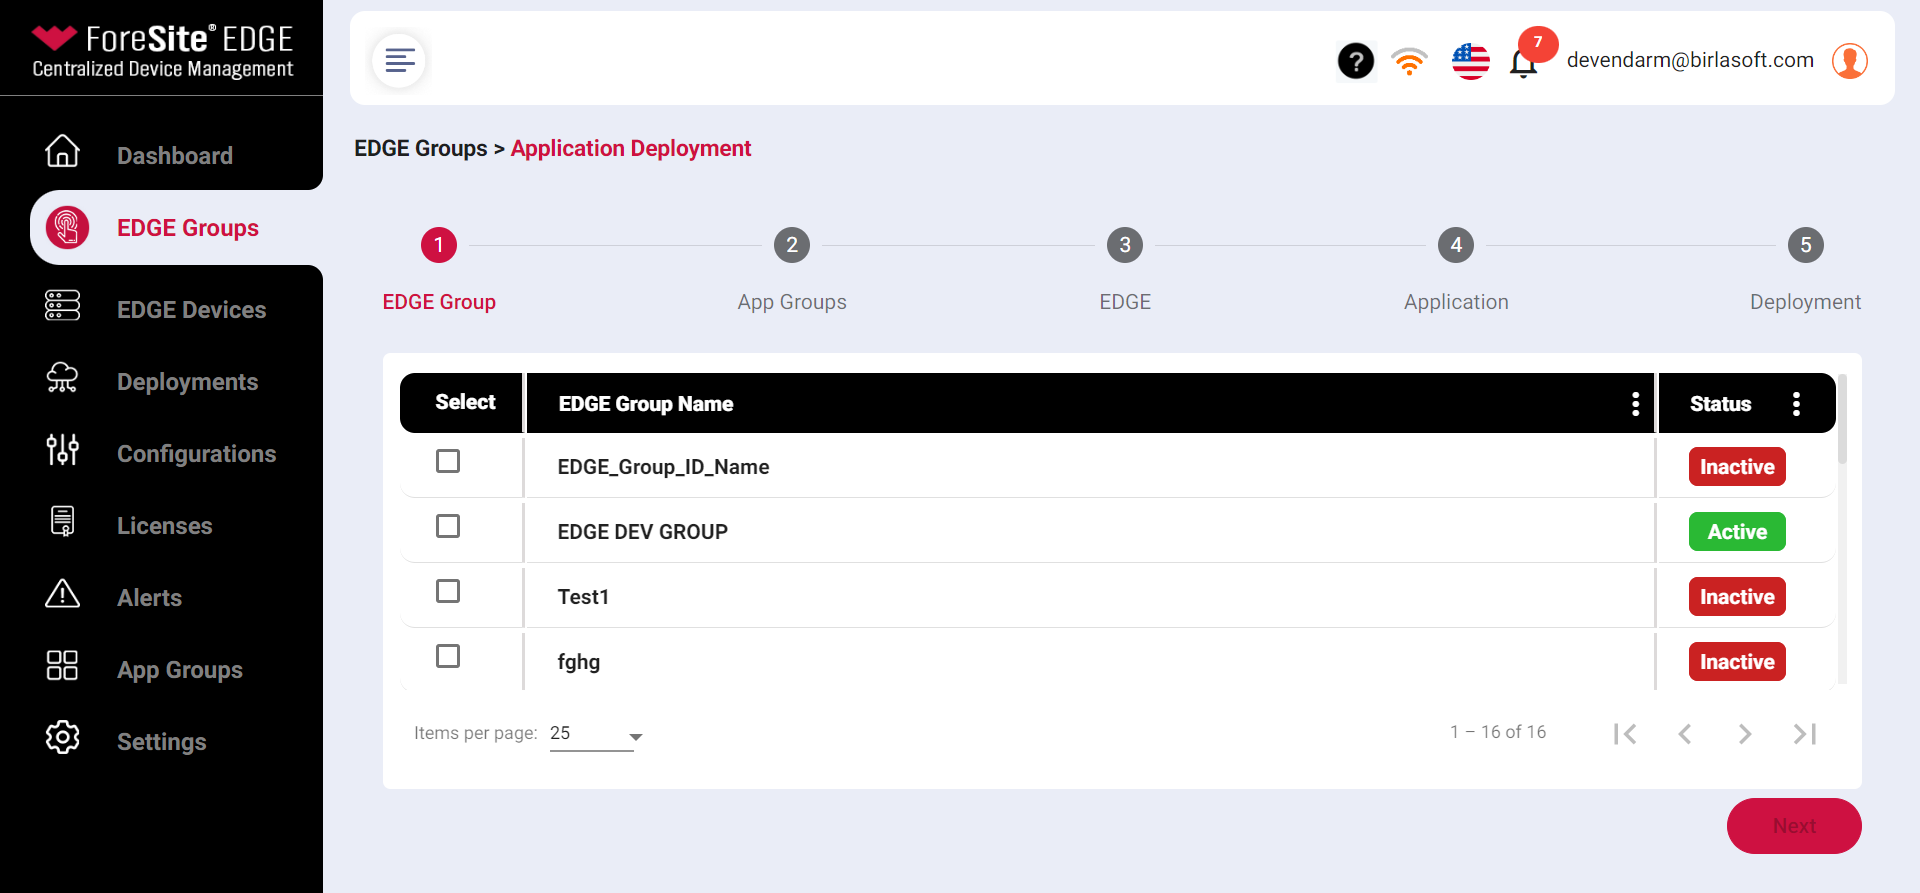 ForeSite® EDGE
Centralized Device Management
Dashboard
EDGE Groups
EDGE Devices
Deployments
Configurations
Licenses
Alerts
App Groups
Settings
?
7
devendarm@birlasoft.com
EDGE Groups > Application Deployment
1 2 3 4 5
EDGE Group App Groups EDGE Application Deployment
Select EDGE Group Name Status
EDGE_Group_ID_Name Inactive
EDGE DEV GROUP Active
Test1 Inactive
fghg Inactive
Items per page: 25 1 – 16 of 16
Next